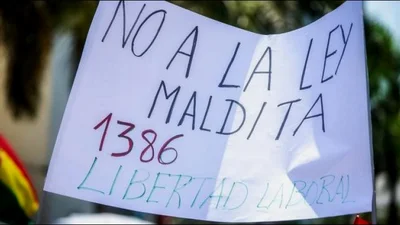 NO A LA LEY
MALDITA
1386
LIBERTAD LABORAL